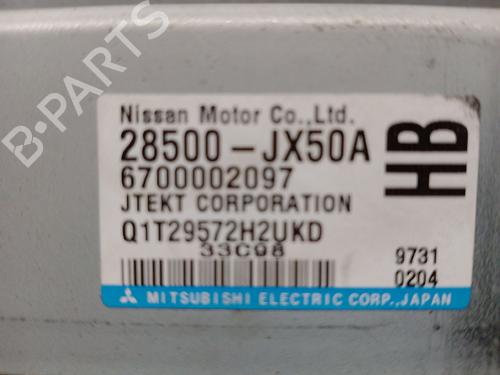 B-PARTS
Nissan Motor Co.,Ltd.
28500-JX50A
HB
6700002097
JTEKT CORPORATION
Q1T29572H2UKD
33C98
9731
0204
MITSUBISHI ELECTRIC CORP.,JAPAN